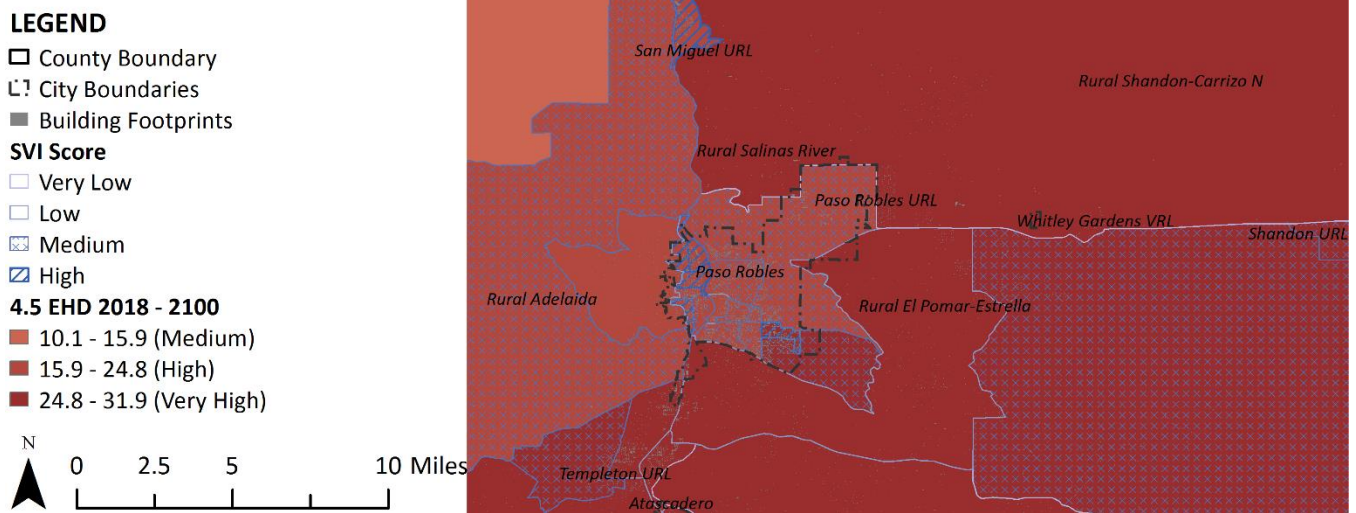 LEGEND
County Boundary
City Boundaries
Building Footprints
SVI Score
Very Low
Low
Medium
High
4.5 EHD 2018 - 2100
10.1 - 15.9 (Medium)
15.9 - 24.8 (High)
24.8 - 31.9 (Very High)
N
0 2.5 5 10 Miles
San Miguel URL
Rural Shandon-Carrizo N
Rural Salinas River
Paso Robles URL
Whitley Gardens VRL
Shandon URL
Paso Robles
Rural Adelaida
Rural El Pomar-Estrella
Templeton URL
Atascadero